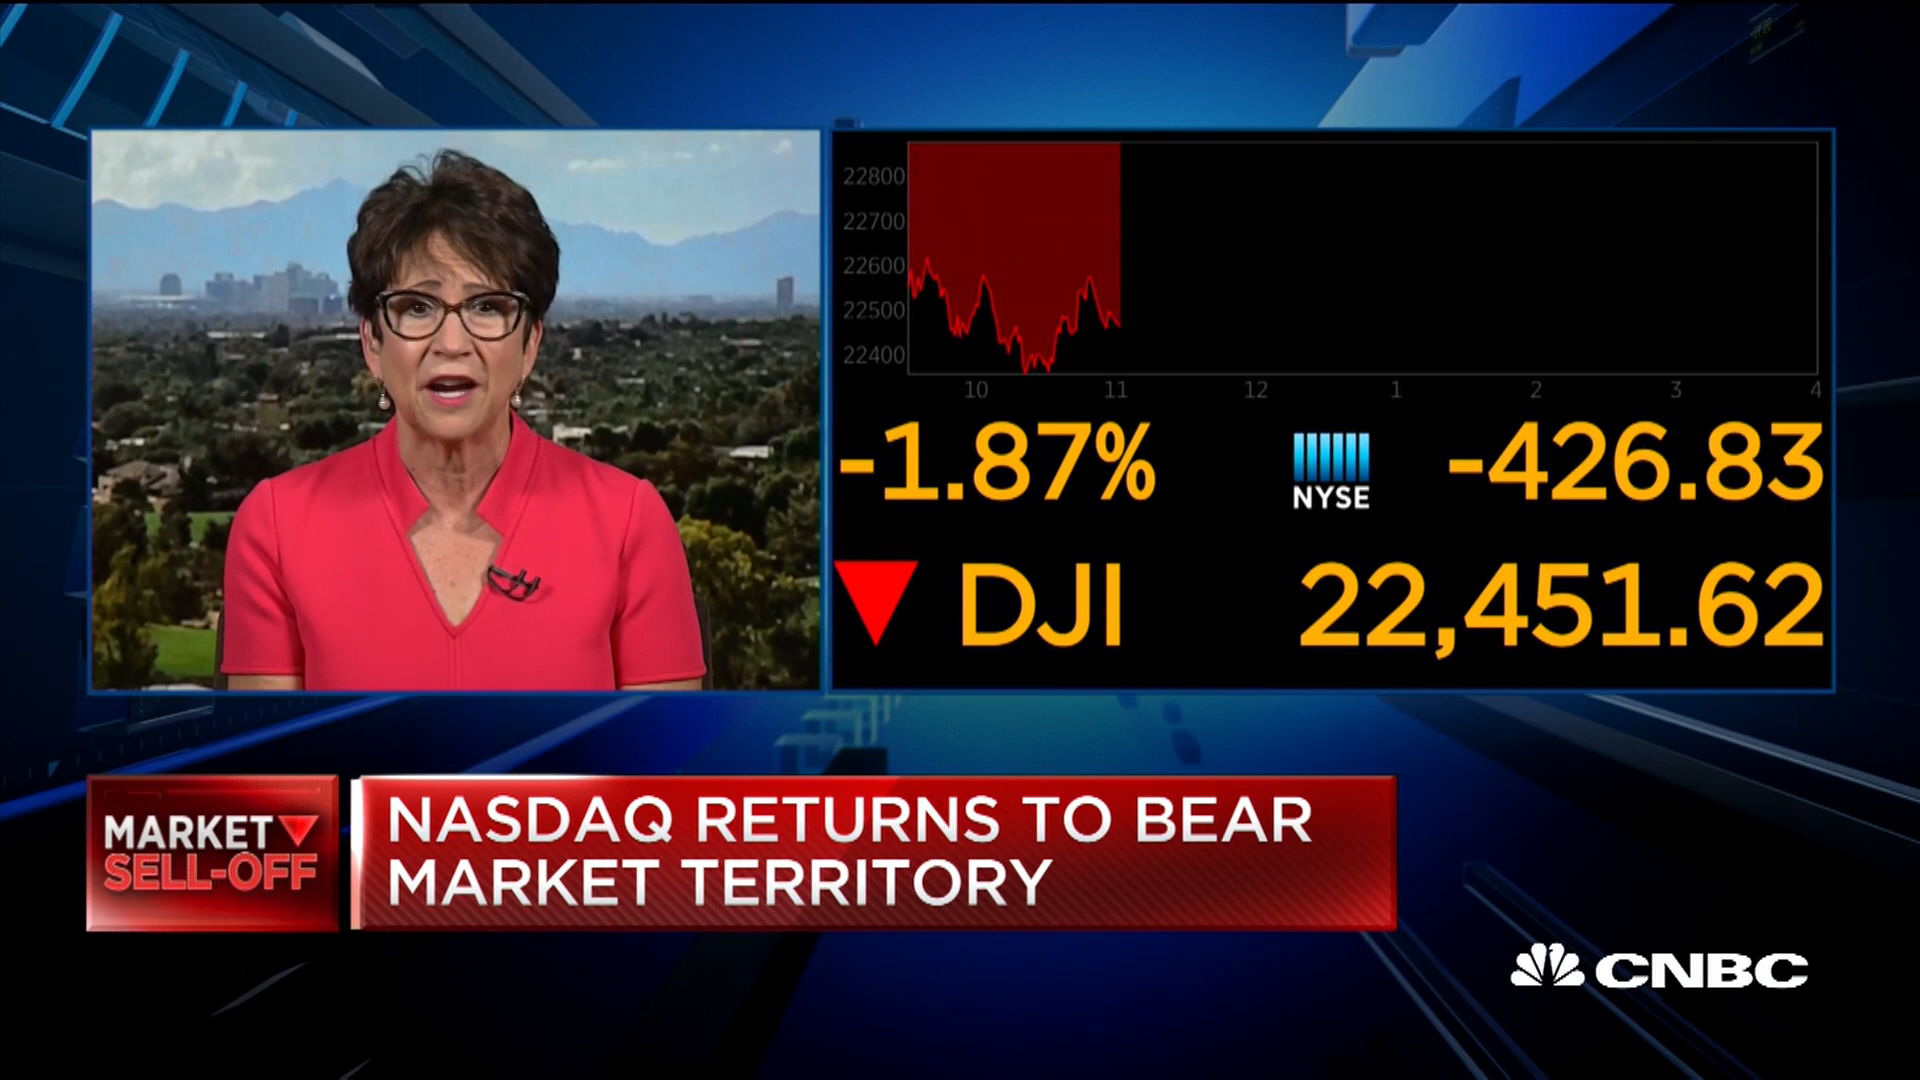 22800
22700
22600
22500
22400
10 11 12 1 2 3 4
-1.87% NYSE -426.83
DJI 22,451.62
MARKET
SELL-OFF
NASDAQ RETURNS TO BEAR
MARKET TERRITORY
CNBC